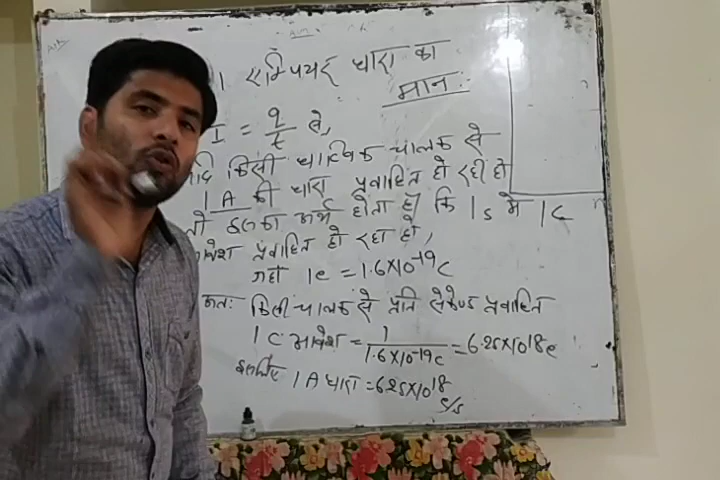 1 एम्पियर धारा का
मान:
I = q/t से,
यदि किसी धात्विक चालक से
1 A की धारा प्रवाहित हो रही हो
तो इसका अर्थ होता है कि 1s मे 1C
आवेश प्रवाहित हो रहा हो,
जहाँ 1e = 1.6×10⁻¹⁹C
अतः किसी चालक से प्रति सेकेण्ड प्रवाहित
1 C आवेश = 1/1.6×10⁻¹⁹C = 6.25×10¹⁸e
इसलिए 1 A धारा = 6.25×10¹⁸
e/s